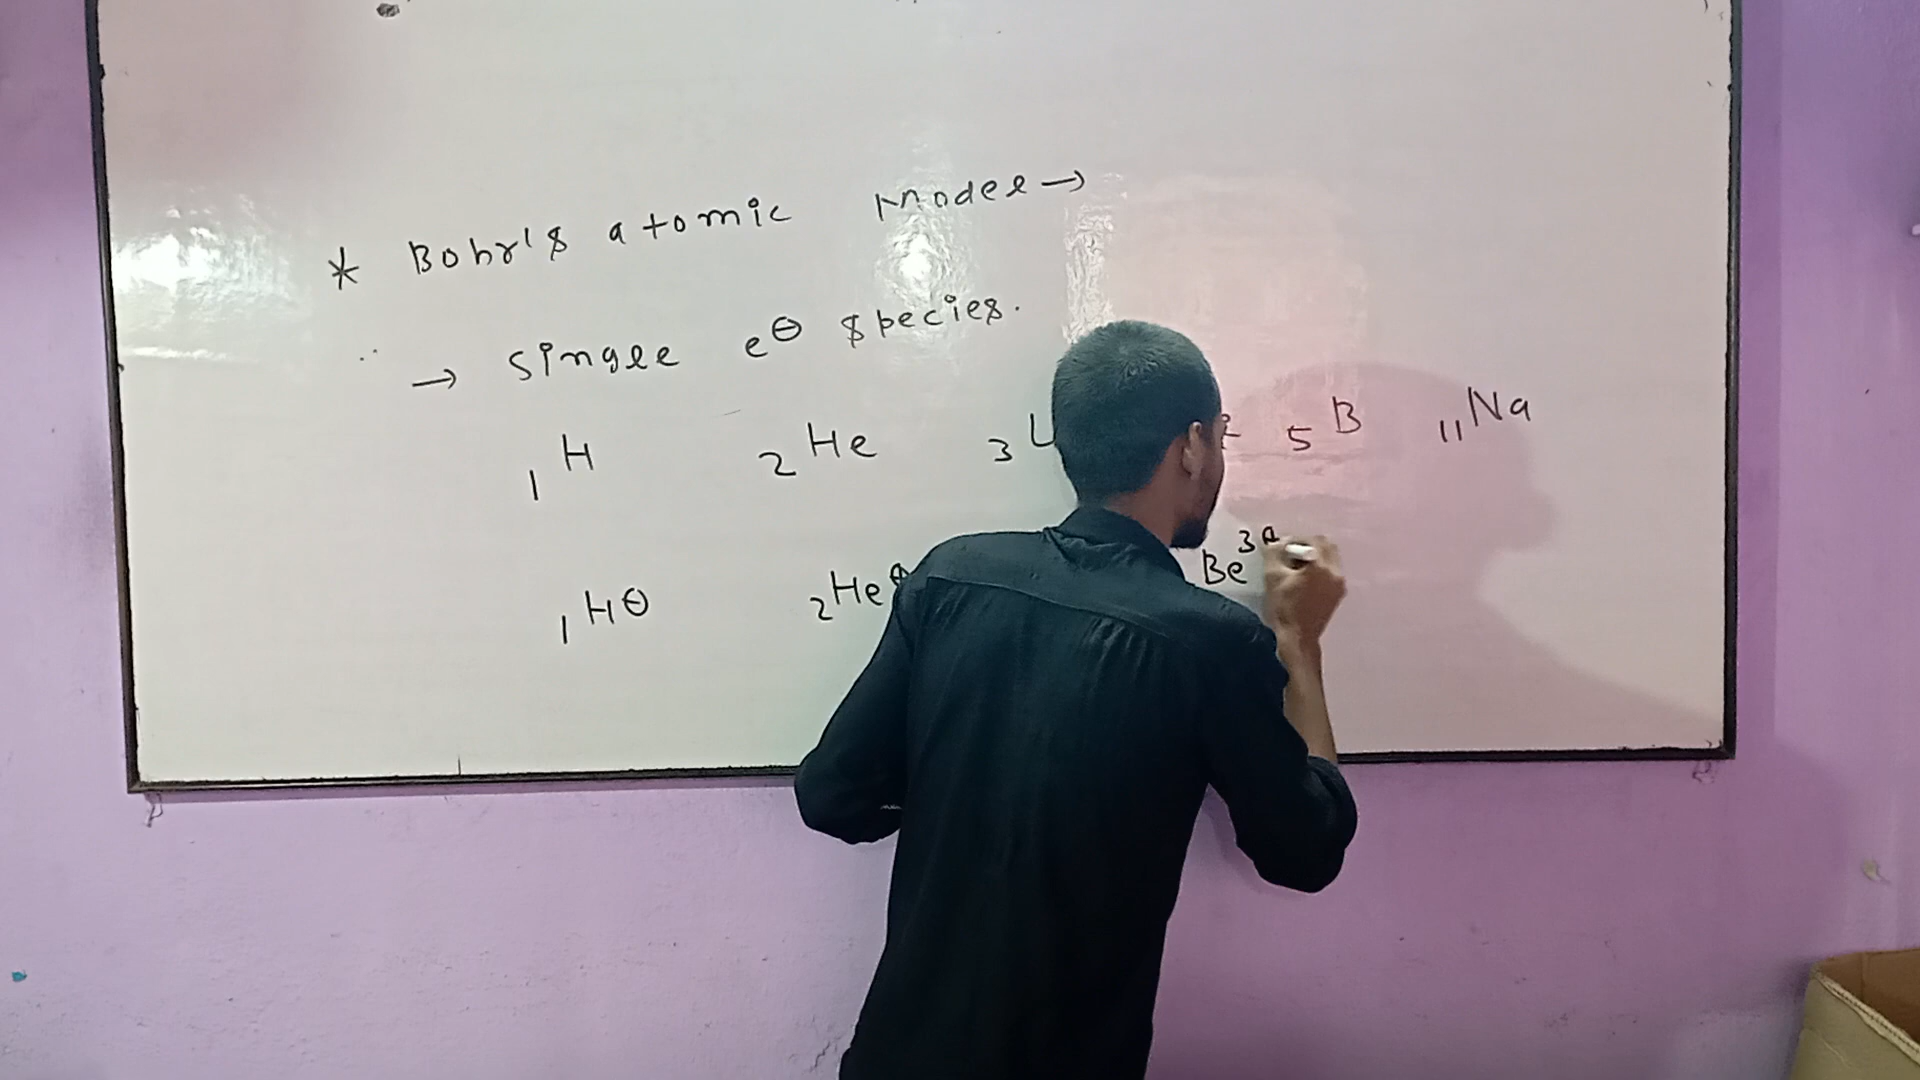 * Bohr's atomic Model →
→ Single e⊖ species.
₁H ₂He ₃ ₅B ₁₁Na
₁H⊖ ₂He Be³